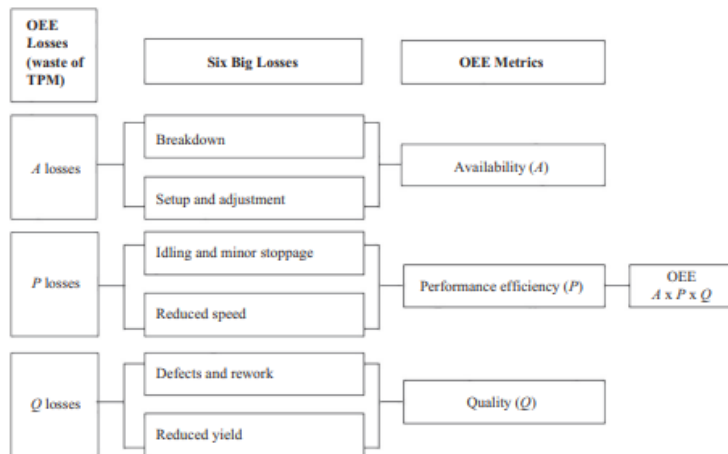 OEE
Losses
(waste of
TPM)
Six Big Losses
OEE Metrics
A losses
Breakdown
Setup and adjustment
Availability (A)
P losses
Idling and minor stoppage
Reduced speed
Performance efficiency (P)
OEE
A x P x Q
Q losses
Defects and rework
Reduced yield
Quality (Q)